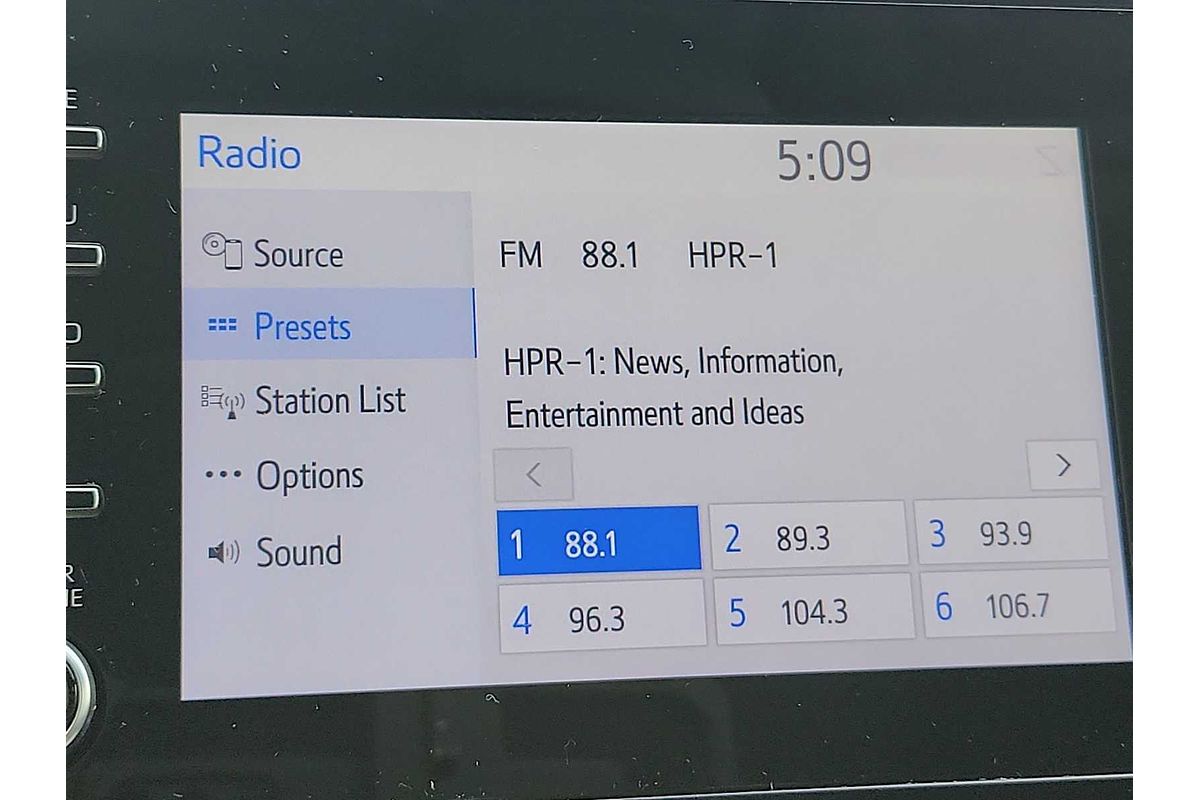 Radio
5:09
Source
FM 88.1 HPR-1
Presets
HPR-1: News, Information,
Entertainment and Ideas
Station List
Options
Sound
1 88.1
2 89.3
3 93.9
4 96.3
5 104.3
6 106.7